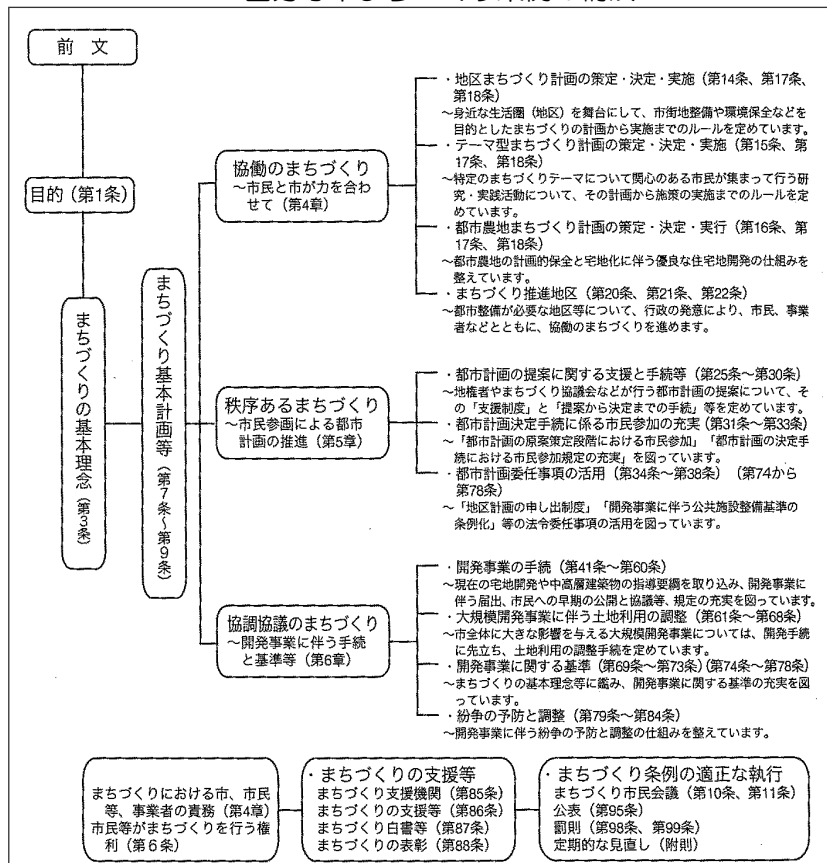 前 文
目的（第1条）
まちづくりの基本理念（第3条）
まちづくり基本計画等（第7条～第9条）
協働のまちづくり
～市民と市が力を合わ
せて（第4章）
・地区まちづくり計画の策定・決定・実施（第14条、第17条、
第18条）
～身近な生活圏（地区）を舞台にして、市街地整備や環境保全などを
目的としたまちづくりの計画から実施までのルールを定めています。
・テーマ型まちづくり計画の策定・決定・実施（第15条、第
17条、第18条）
～特定のまちづくりテーマについて関心のある市民が集まって行う研
究・実践活動について、その計画から施策の実施までのルールを定
めています。
・都市農地まちづくり計画の策定・決定・実行（第16条、第
17条、第18条）
～都市農地の計画的保全と宅地化に伴う優良な住宅地開発の仕組みを
整えています。
・まちづくり推進地区（第20条、第21条、第22条）
～都市整備が必要な地区等について、行政の発意により、市民、事業
者などとともに、協働のまちづくりを進めます。
秩序あるまちづくり
～市民参画による都市
計画の推進（第5章）
・都市計画の提案に関する支援と手続等（第25条～第30条）
～地権者やまちづくり協議会などが行う都市計画の提案について、そ
の「支援制度」と「提案から決定までの手続」等を定めています。
・都市計画決定手続に係る市民参加の充実（第31条～第33条）
～「都市計画の原案策定段階における市民参加」「都市計画の決定手
続における市民参加規定の充実」を図っています。
・都市計画委任事項の活用（第34条～第38条）（第74から
第78条）
～「地区計画の申し出制度」「開発事業に伴う公共施設整備基準の
条例化」等の法令委任事項の活用を図っています。
協調協議のまちづくり
～開発事業に伴う手続
と基準等（第6章）
・開発事業の手続（第41条～第60条）
～現在の宅地開発や中高層建築物の指導要綱を取り込み、開発事業に
伴う届出、市民への早期の公開と協議等、規定の充実を図っています。
・大規模開発事業に伴う土地利用の調整（第61条～第68条）
～市全体に大きな影響を与える大規模開発事業については、開発手続
に先立ち、土地利用の調整手続を定めています。
・開発事業に関する基準（第69条～第73条）（第74条～第78条）
～まちづくりの基本理念等に鑑み、開発事業に関する基準の充実を図
っています。
・紛争の予防と調整（第79条～第84条）
～開発事業に伴う紛争の予防と調整の仕組みを整えています。
まちづくりにおける市、市民
等、事業者の責務（第4章）
市民等がまちづくりを行う権
利（第6条）
・まちづくりの支援等
まちづくり支援機関（第85条）
まちづくりの支援等（第86条）
まちづくり白書等（第87条）
まちづくりの表彰（第88条）
・まちづくり条例の適正な執行
まちづくり市民会議（第10条、第11条）
公表（第95条）
罰則（第98条、第99条）
定期的な見直し（附則）